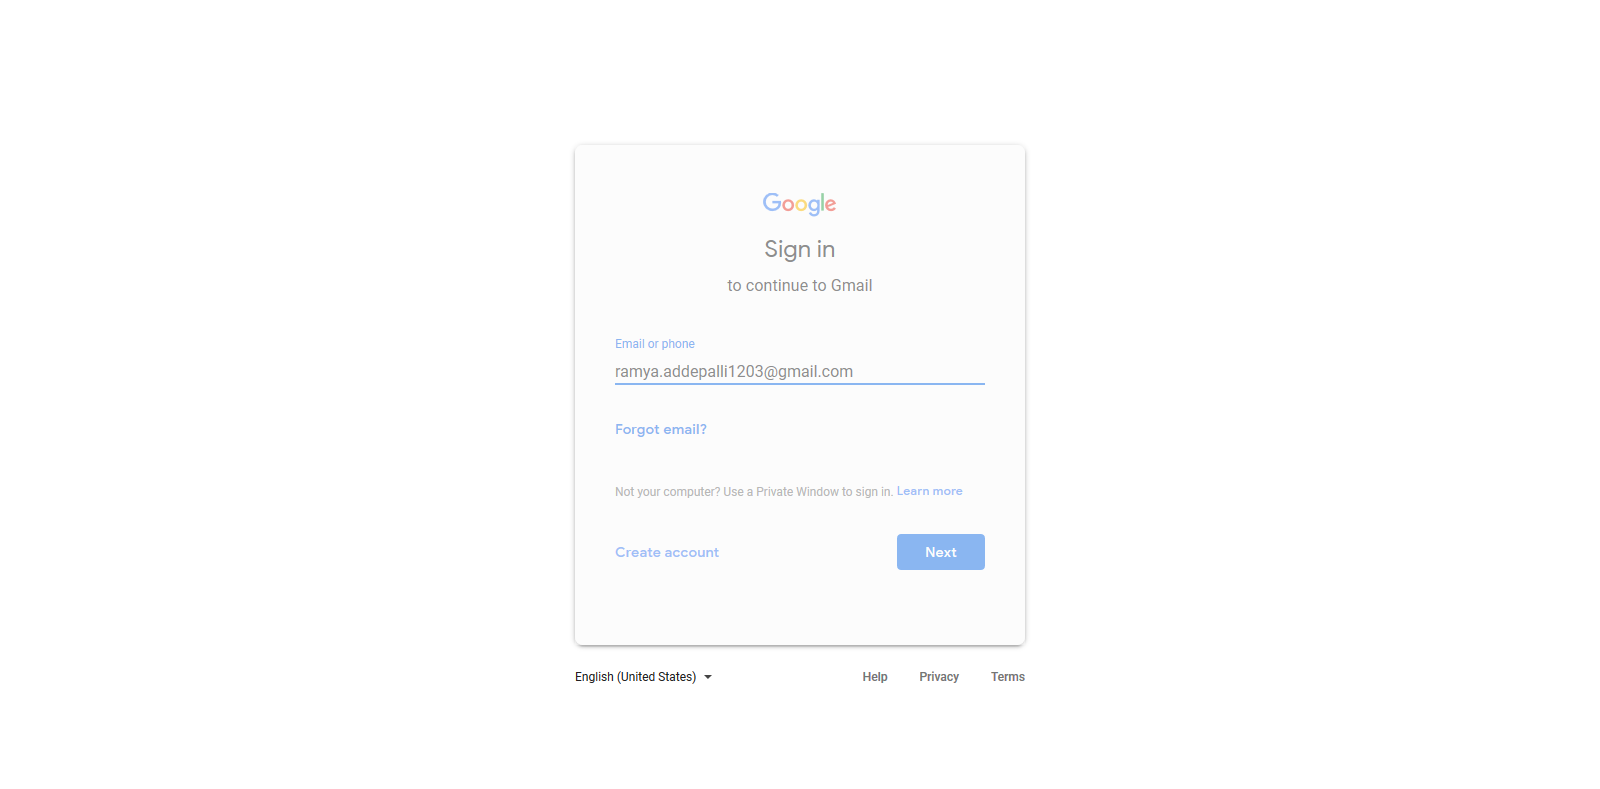 Google
Sign in
to continue to Gmail
Email or phone
ramya.addepalli1203@gmail.com
Forgot email?
Not your computer? Use a Private Window to sign in. Learn more
Create account
Next
English (United States)
Help
Privacy
Terms